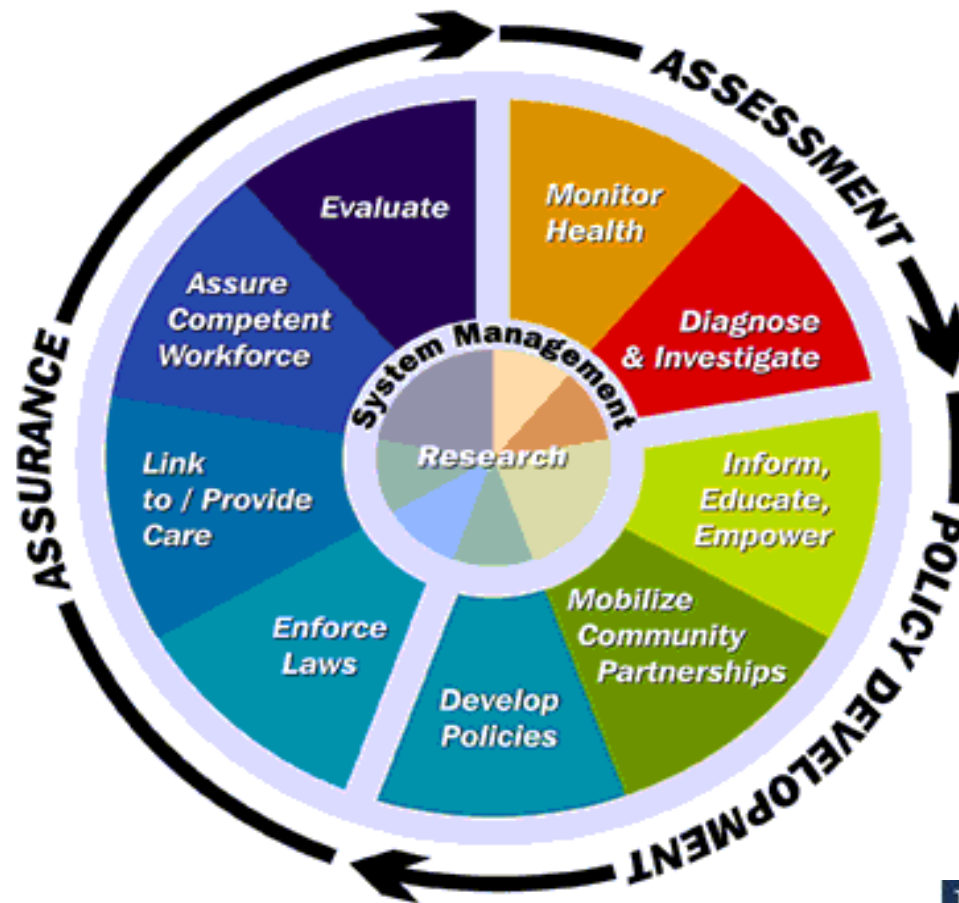 ASSESSMENT
Monitor
Health
Diagnose
& Investigate
POLICY DEVELOPMENT
Inform,
Educate,
Empower
Mobilize
Community
Partnerships
Develop
Policies
ASSURANCE
Enforce
Laws
Link
to / Provide
Care
Assure
Competent
Workforce
Evaluate
System Management
Research